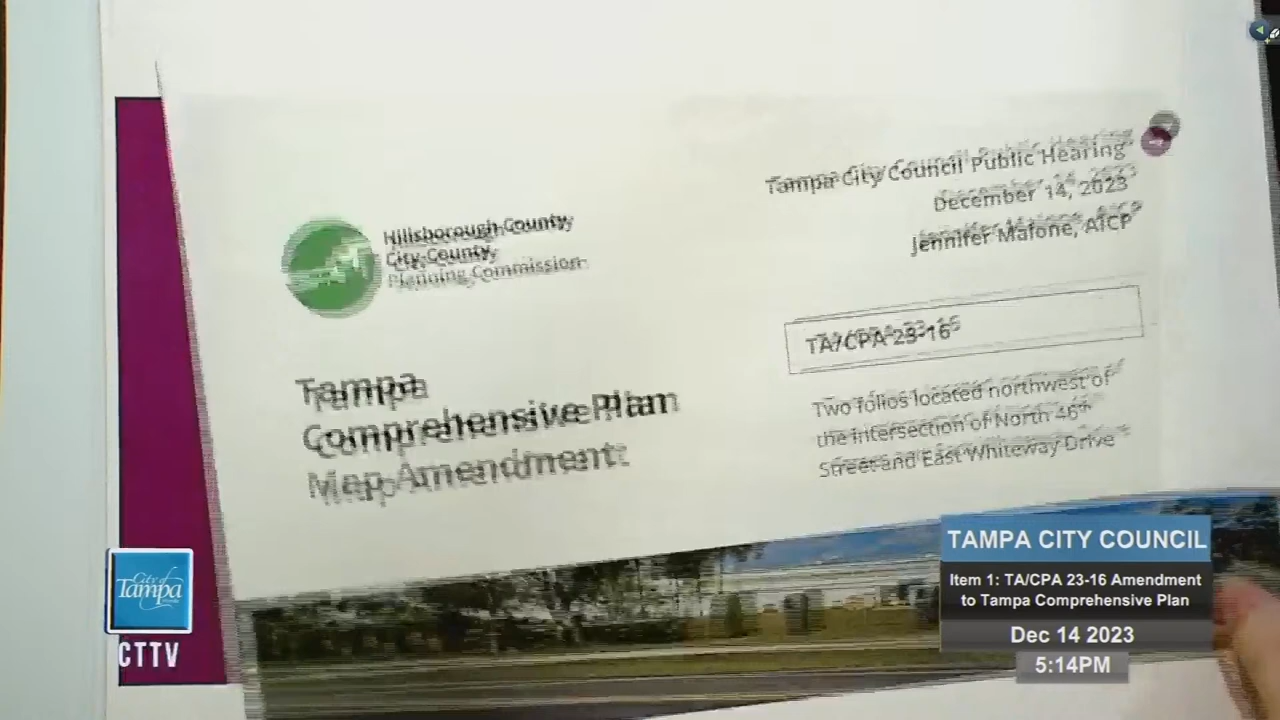 Tampa City Council Public Hearing
December 14, 2023
Jennifer Malone, AICP
Hillsborough County
City-County
Planning Commission
TA/CPA 23-16
Tampa
Comprehensive Plan
Map Amendment
Two folios located northwest of
the intersection of North 46th
Street and East Whiteway Drive
TAMPA CITY COUNCIL
Item 1: TA/CPA 23-16 Amendment
to Tampa Comprehensive Plan
Dec 14 2023
5:14PM
City of
Tampa
CTTV